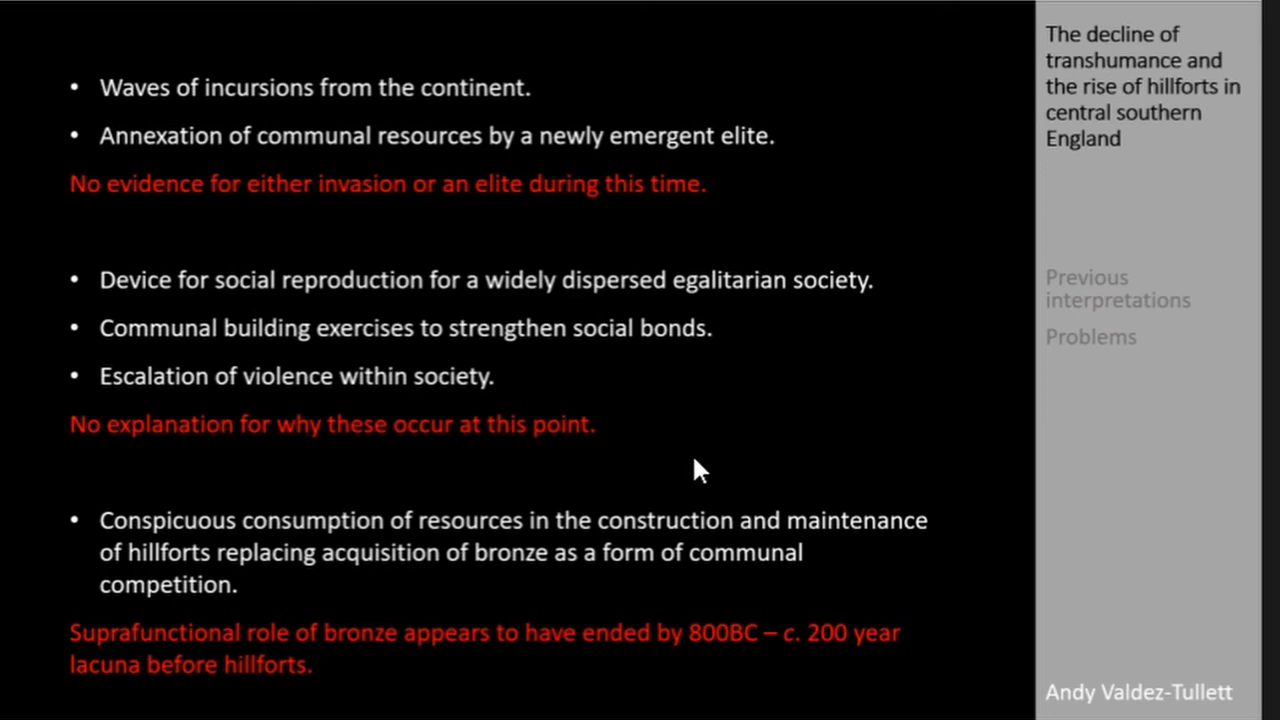 • Waves of incursions from the continent.
• Annexation of communal resources by a newly emergent elite.
No evidence for either invasion or an elite during this time.
• Device for social reproduction for a widely dispersed egalitarian society.
• Communal building exercises to strengthen social bonds.
• Escalation of violence within society.
No explanation for why these occur at this point.
• Conspicuous consumption of resources in the construction and maintenance
of hillforts replacing acquisition of bronze as a form of communal
competition.
Suprafunctional role of bronze appears to have ended by 800BC – c. 200 year
lacuna before hillforts.
The decline of
transhumance and
the rise of hillforts in
central southern
England
Previous
interpretations
Problems
Andy Valdez-Tullett